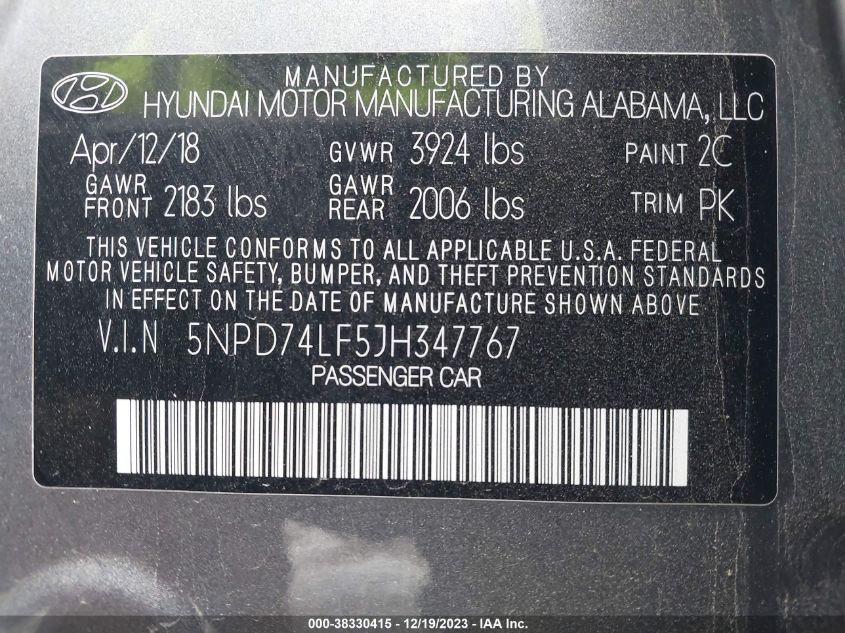 MANUFACTURED BY
HYUNDAI MOTOR MANUFACTURING ALABAMA, LLC
Apr/12/18 GVWR 3924 lbs PAINT 2C
GAWR FRONT 2183 lbs GAWR REAR 2006 lbs TRIM PK
THIS VEHICLE CONFORMS TO ALL APPLICABLE U.S.A. FEDERAL
MOTOR VEHICLE SAFETY, BUMPER, AND THEFT PREVENTION STANDARDS
IN EFFECT ON THE DATE OF MANUFACTURE SHOWN ABOVE
V.I.N 5NPD74LF5JH347767
PASSENGER CAR
000-38330415 - 12/19/2023 - IAA Inc.